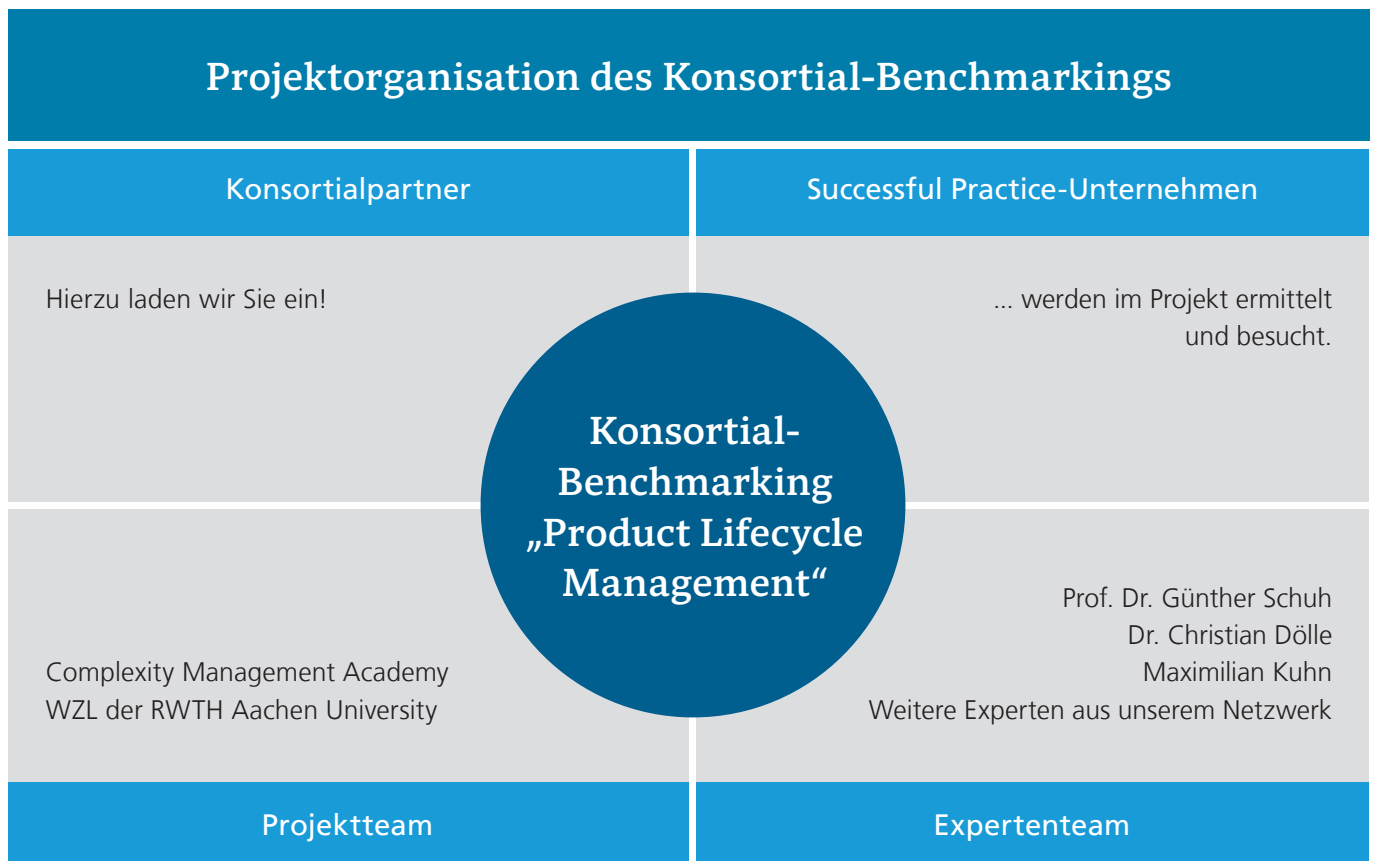 Projektorganisation des Konsortial-Benchmarkings
Konsortialpartner
Successful Practice-Unternehmen
Hierzu laden wir Sie ein!
... werden im Projekt ermittelt
und besucht.
Konsortial-
Benchmarking
„Product Lifecycle
Management“
Complexity Management Academy
WZL der RWTH Aachen University
Prof. Dr. Günther Schuh
Dr. Christian Dölle
Maximilian Kuhn
Weitere Experten aus unserem Netzwerk
Projektteam
Expertenteam